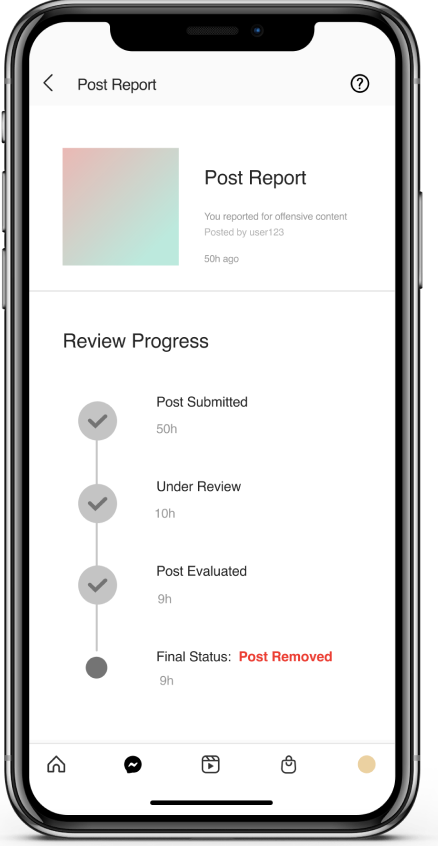 Post Report
Post Report
You reported for offensive content
Posted by user123
50h ago
Review Progress
Post Submitted
50h
Under Review
10h
Post Evaluated
9h
Final Status: Post Removed
9h